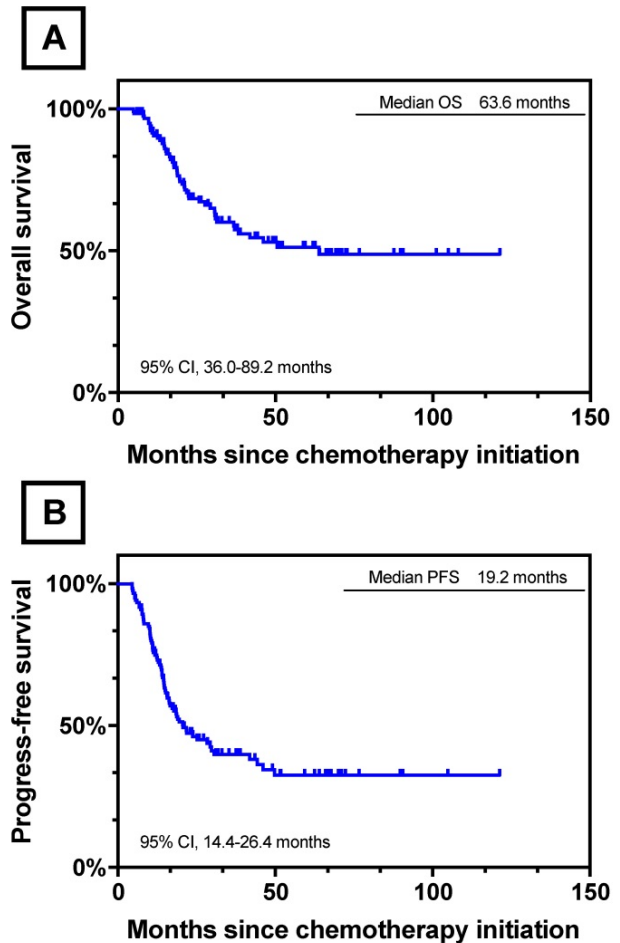 A
Overall survival
100%
50%
0%
Median OS 63.6 months
95% CI, 36.0-89.2 months
0 50 100 150
Months since chemotherapy initiation
B
Progress-free survival
100%
50%
0%
Median PFS 19.2 months
95% CI, 14.4-26.4 months
0 50 100 150
Months since chemotherapy initiation